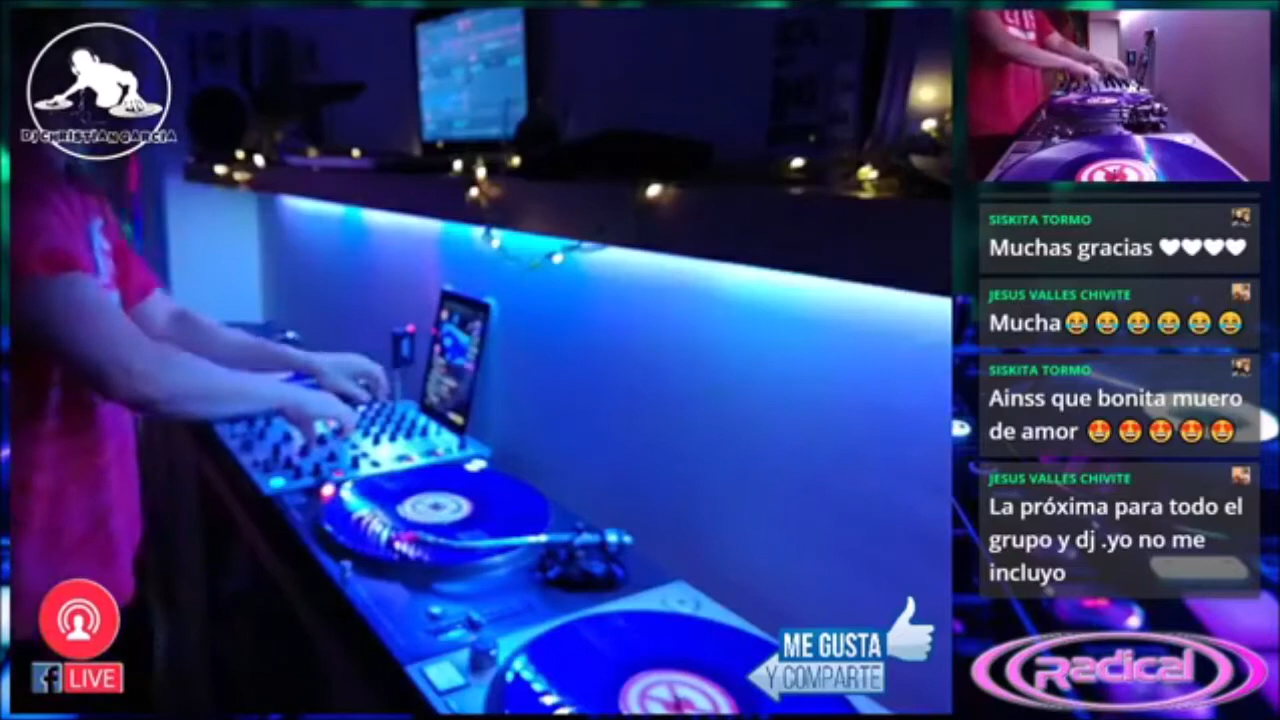 DJ CHRISTIAN GARCIA
SISKITA TORMO
Muchas gracias 🤍🤍🤍🤍
JESUS VALLES CHIVITE
Mucha😂😂😂😂😂😂
SISKITA TORMO
Ainss que bonita muero
de amor 🤩🤩🤩🤩🤩
JESUS VALLES CHIVITE
La próxima para todo el
grupo y dj .yo no me
incluyo
ME GUSTA
Y COMPARTE
f LIVE
Radical